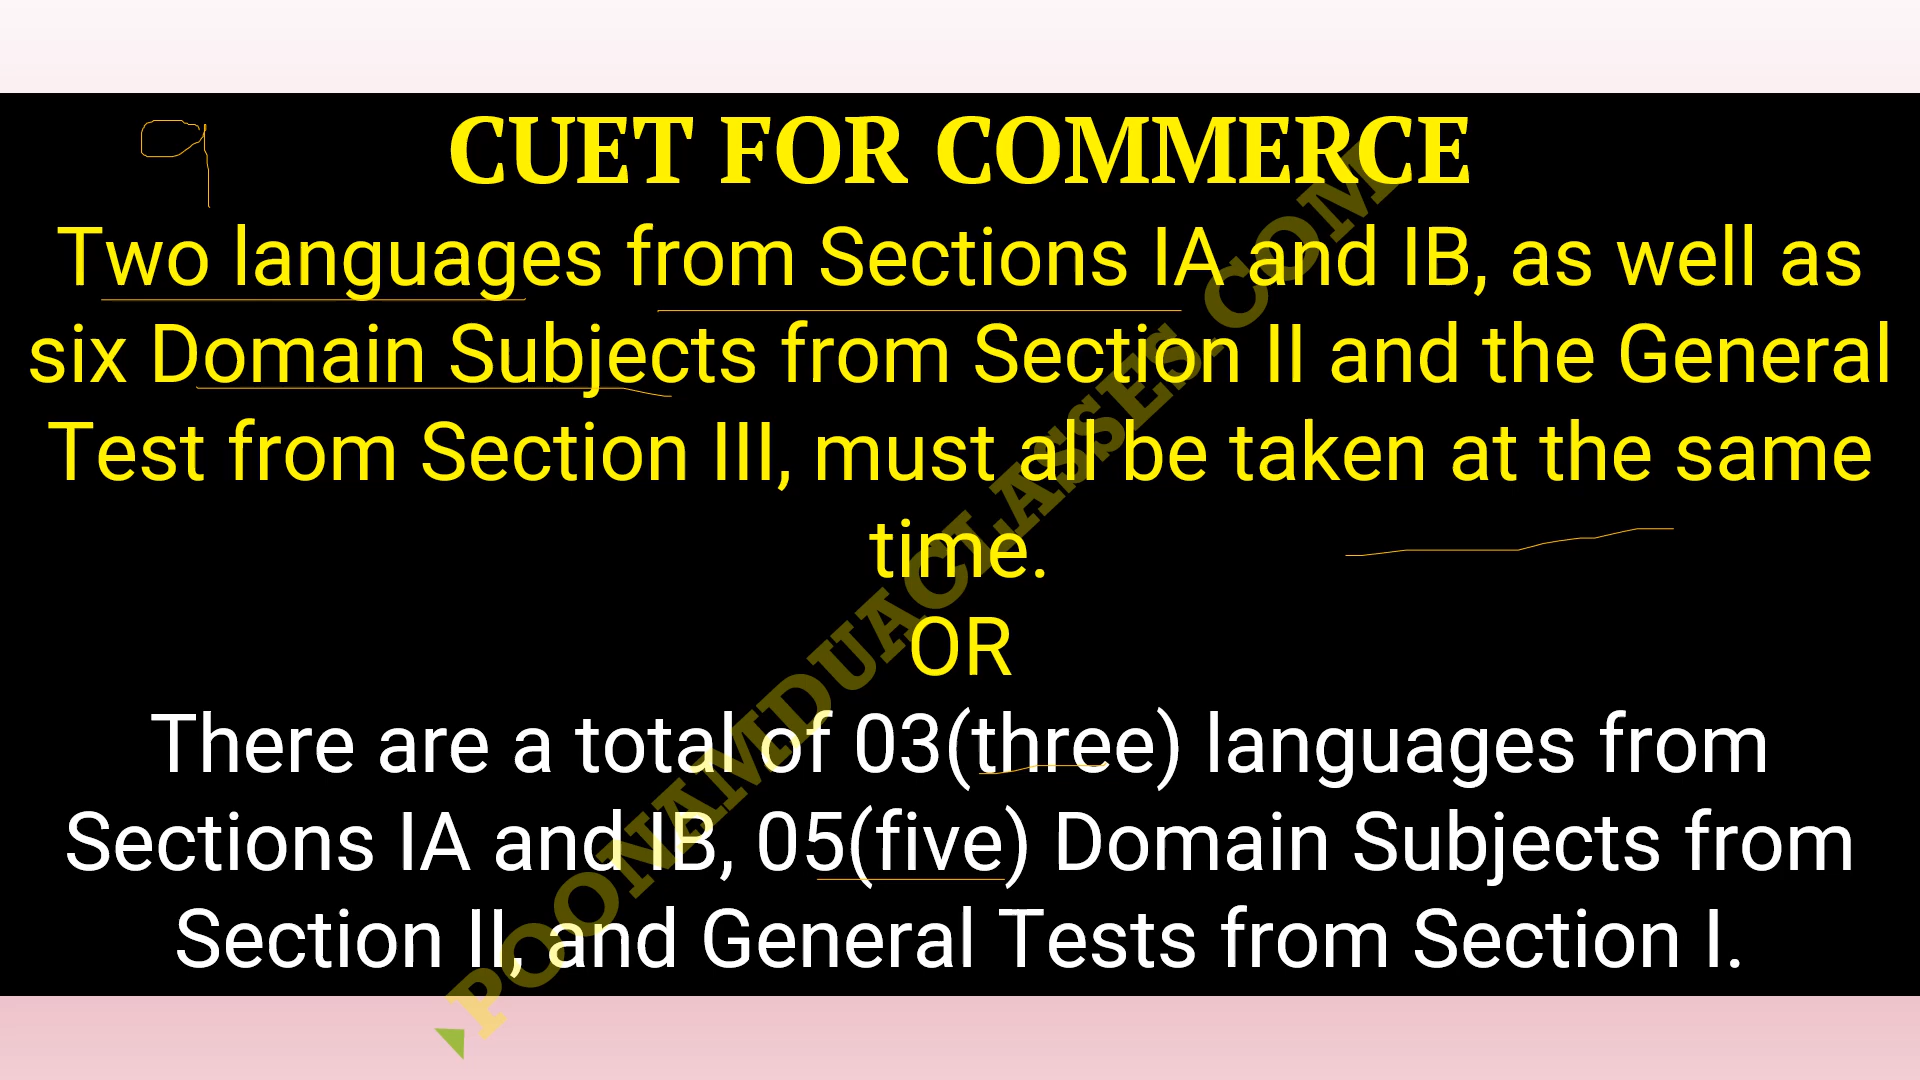 9
CUET FOR COMMERCE
Two languages from Sections IA and IB, as well as
six Domain Subjects from Section II and the General
Test from Section III, must all be taken at the same
time.
OR
There are a total of 03(three) languages from
Sections IA and IB, 05(five) Domain Subjects from
Section II, and General Tests from Section I.
POONAMDUACLASSES.COM